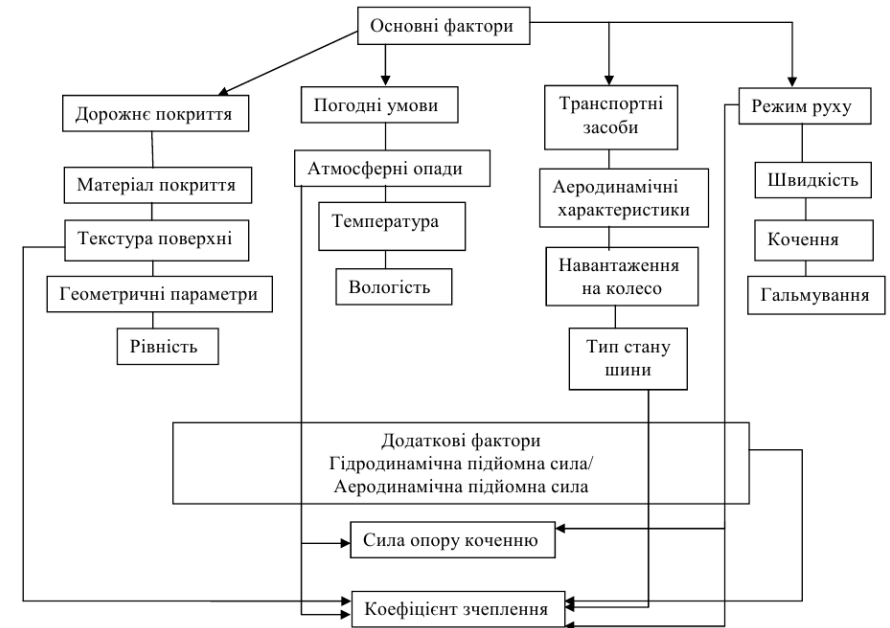 Основні фактори
Дорожнє покриття
Матеріал покриття
Текстура поверхні
Геометричні параметри
Рівність
Погодні умови
Атмосферні опади
Температура
Вологість
Транспортні
засоби
Аеродинамічні
характеристики
Навантаження
на колесо
Тип стану
шини
Режим руху
Швидкість
Кочення
Гальмування
Додаткові фактори
Гідродинамічна підйомна сила/
Аеродинамічна підйомна сила
Сила опору коченню
Коефіцієнт зчеплення